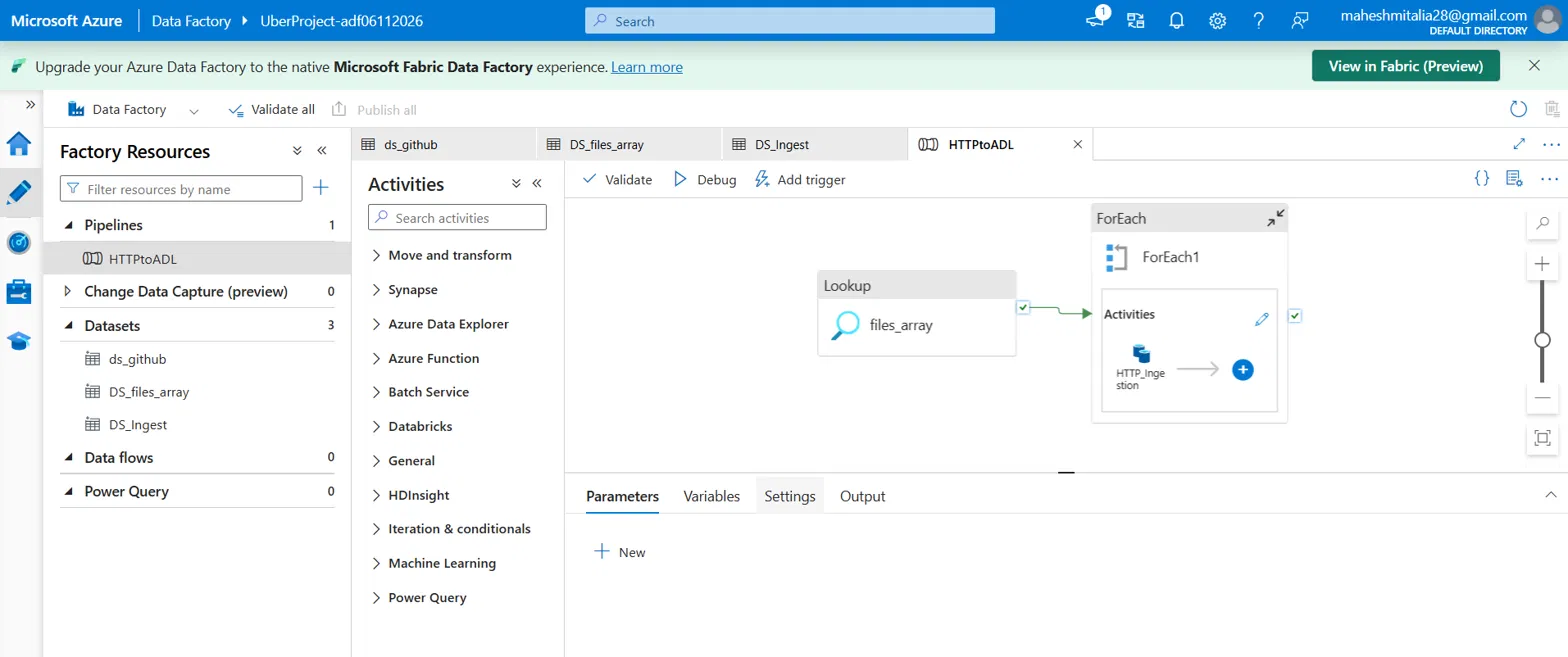 Microsoft Azure
Data Factory
UberProject-adf06112026
Search
1
maheshmitalia28@gmail.com
DEFAULT DIRECTORY
Upgrade your Azure Data Factory to the native Microsoft Fabric Data Factory experience. Learn more
View in Fabric (Preview)
Data Factory
Validate all
Publish all
Factory Resources
Filter resources by name
Pipelines 1
HTTPtoADL
Change Data Capture (preview) 0
Datasets 3
ds_github
DS_files_array
DS_Ingest
Data flows 0
Power Query 0
ds_github
DS_files_array
DS_Ingest
HTTPtoADL
Activities
Search activities
Move and transform
Synapse
Azure Data Explorer
Azure Function
Batch Service
Databricks
General
HDInsight
Iteration & conditionals
Machine Learning
Power Query
Validate
Debug
Add trigger
{}
Lookup
files_array
ForEach
ForEach1
Activities
HTTP_Inge
stion
Parameters
Variables
Settings
Output
New